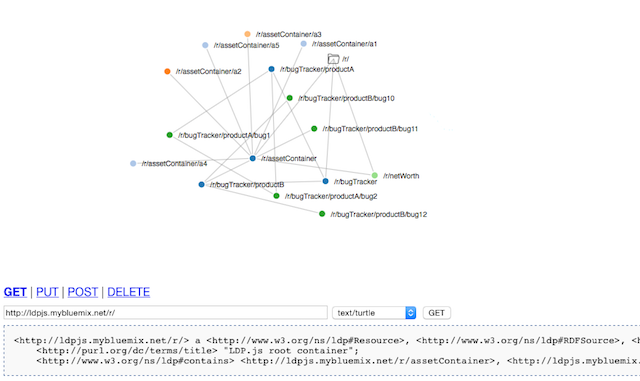 /r/assetContainer/a3
/r/assetContainer/a5
/r/assetContainer/a1
/r/
/r/assetContainer/a2
/r/bugTracker/productA
/r/bugTracker/productB/bug10
/r/bugTracker/productB/bug11
/r/bugTracker/productA/bug1
/r/assetContainer
/r/assetContainer/a4
/r/netWorth
/r/bugTracker/productB
/r/bugTracker
/r/bugTracker/productA/bug2
/r/bugTracker/productB/bug12
GET | PUT | POST | DELETE
http://ldpjs.mybluemix.net/r/ text/turtle GET
<http://ldpjs.mybluemix.net/r/> a <http://www.w3.org/ns/ldp#Resource>, <http://www.w3.org/ns/ldp#RDFSource>, <h
<http://purl.org/dc/terms/title> "LDP.js root container";
<http://www.w3.org/ns/ldp#contains> <http://ldpjs.mybluemix.net/r/assetContainer>, <http://ldpjs.mybluemix.net/r